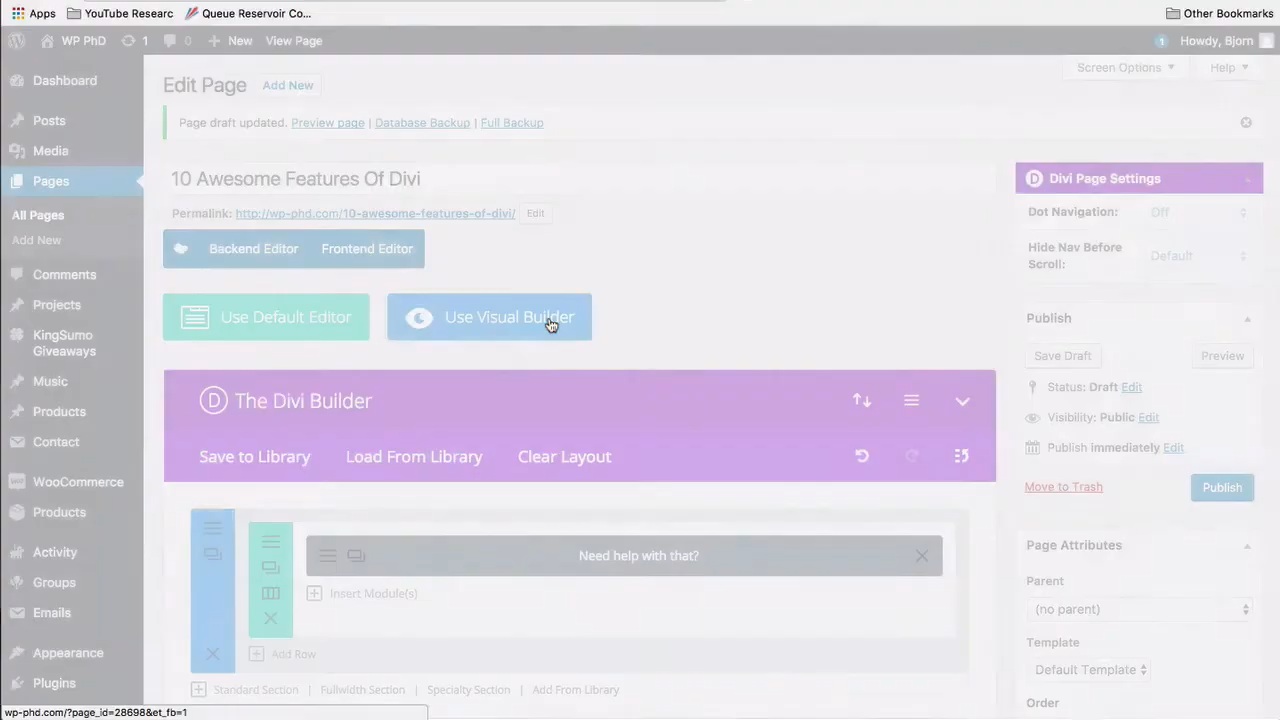 Apps YouTube Researc Queue Reservoir Co... Other Bookmarks
WP PhD 1 0 New View Page 1 Howdy, Bjorn
Screen Options Help
Dashboard
Posts
Media
Pages
All Pages
Add New
Comments
Projects
KingSumo
Giveaways
Music
Products
Contact
WooCommerce
Products
Activity
Groups
Emails
Appearance
Plugins
Edit Page Add New
Page draft updated. Preview page | Database Backup | Full Backup
10 Awesome Features Of Divi
Permalink: http://wp-phd.com/10-awesome-features-of-divi/ Edit
Backend Editor Frontend Editor
Use Default Editor Use Visual Builder
D The Divi Builder
Save to Library Load From Library Clear Layout
Need help with that?
Insert Module(s)
Add Row
Standard Section | Fullwidth Section | Specialty Section | Add From Library
D Divi Page Settings
Dot Navigation: Off
Hide Nav Before
Scroll: Default
Publish
Save Draft Preview
Status: Draft Edit
Visibility: Public Edit
Publish immediately Edit
Move to Trash Publish
Page Attributes
Parent
(no parent)
Template
Default Template
Order
wp-phd.com/?page_id=28698&et_fb=1